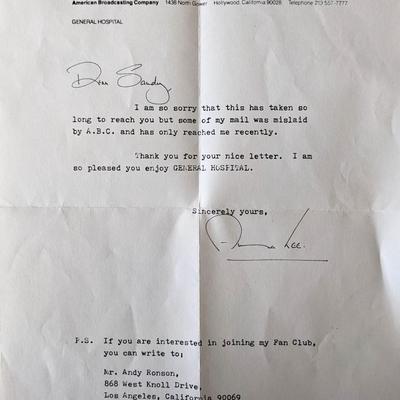 American Broadcasting Company 1438 North Gower Hollywood, California 90028 Telephone 213 557-7777
GENERAL HOSPITAL
Dear Sandy,
I am so sorry that this has taken so
long to reach you but some of my mail was mislaid
by A.B.C. and has only reached me recently.
Thank you for your nice letter. I am
so pleased you enjoy GENERAL HOSPITAL.
Sincerely yours,
Anna Lee.
P.S. If you are interested in joining my Fan Club,
you can write to;
Mr. Andy Ronson,
868 West Knoll Drive,
Los Angeles, California 90069